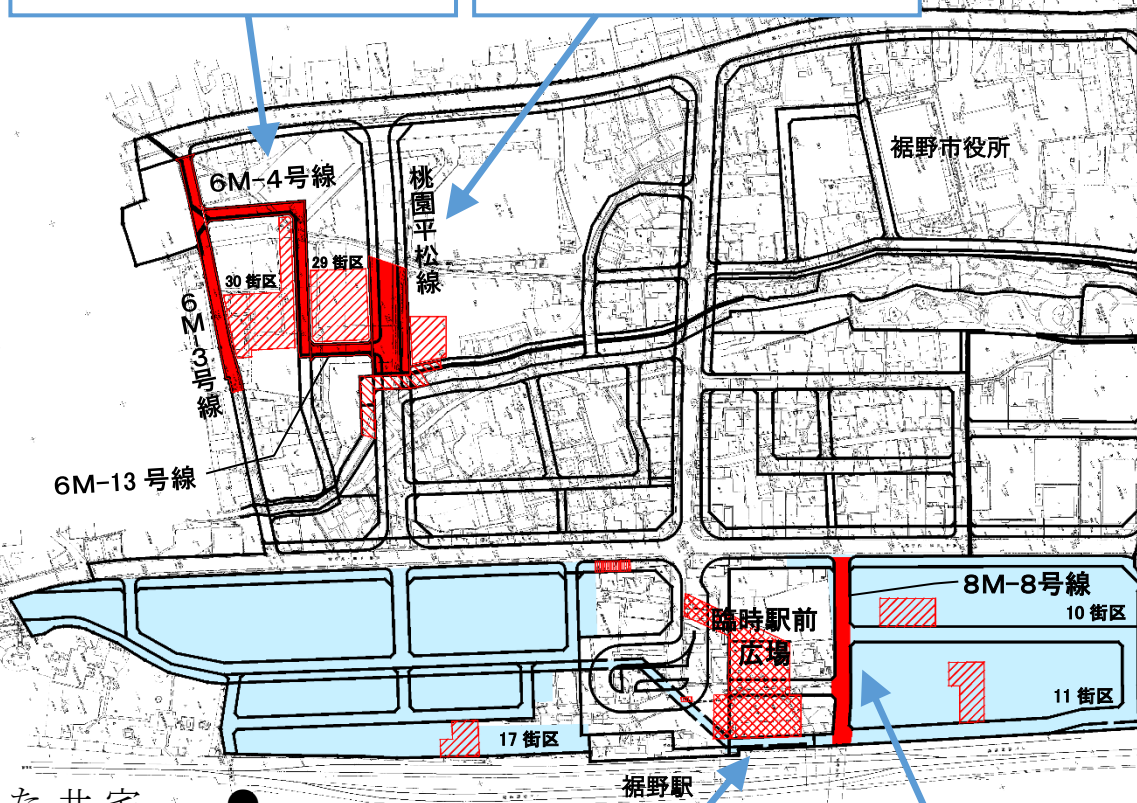 裾野市役所
6M-4号線
桃園平松線
29 街区
30 街区
6M-3号線
6M-13 号線
8M-8号線
10 街区
臨時駅前
広場
11 街区
17 街区
裾野駅